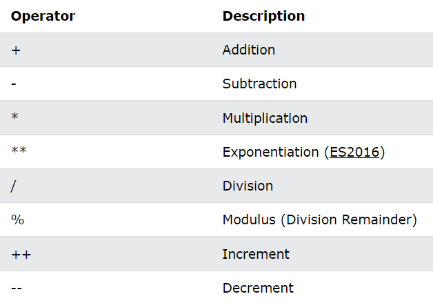 Operator Description
+ Addition
- Subtraction
* Multiplication
** Exponentiation (ES2016)
/ Division
% Modulus (Division Remainder)
++ Increment
-- Decrement